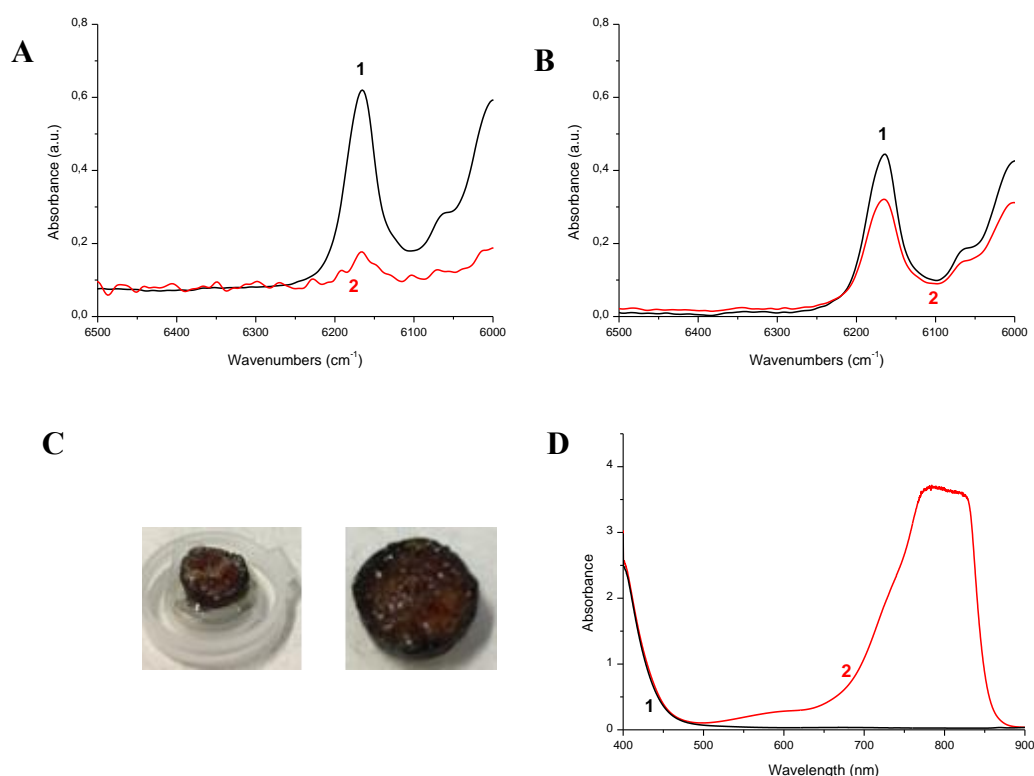 A
0,8
0,6
0,4
0,2
0,0
Absorbance (a.u.)
1
2
6500 6400 6300 6200 6100 6000
Wavenumbers (cm-1)
B
0,8
0,6
0,4
0,2
0,0
Absorbance (a.u.)
1
2
6500 6400 6300 6200 6100 6000
Wavenumbers (cm-1)
C
D
4
3
2
1
0
Absorbance
2
1
400 500 600 700 800 900
Wavelength (nm)